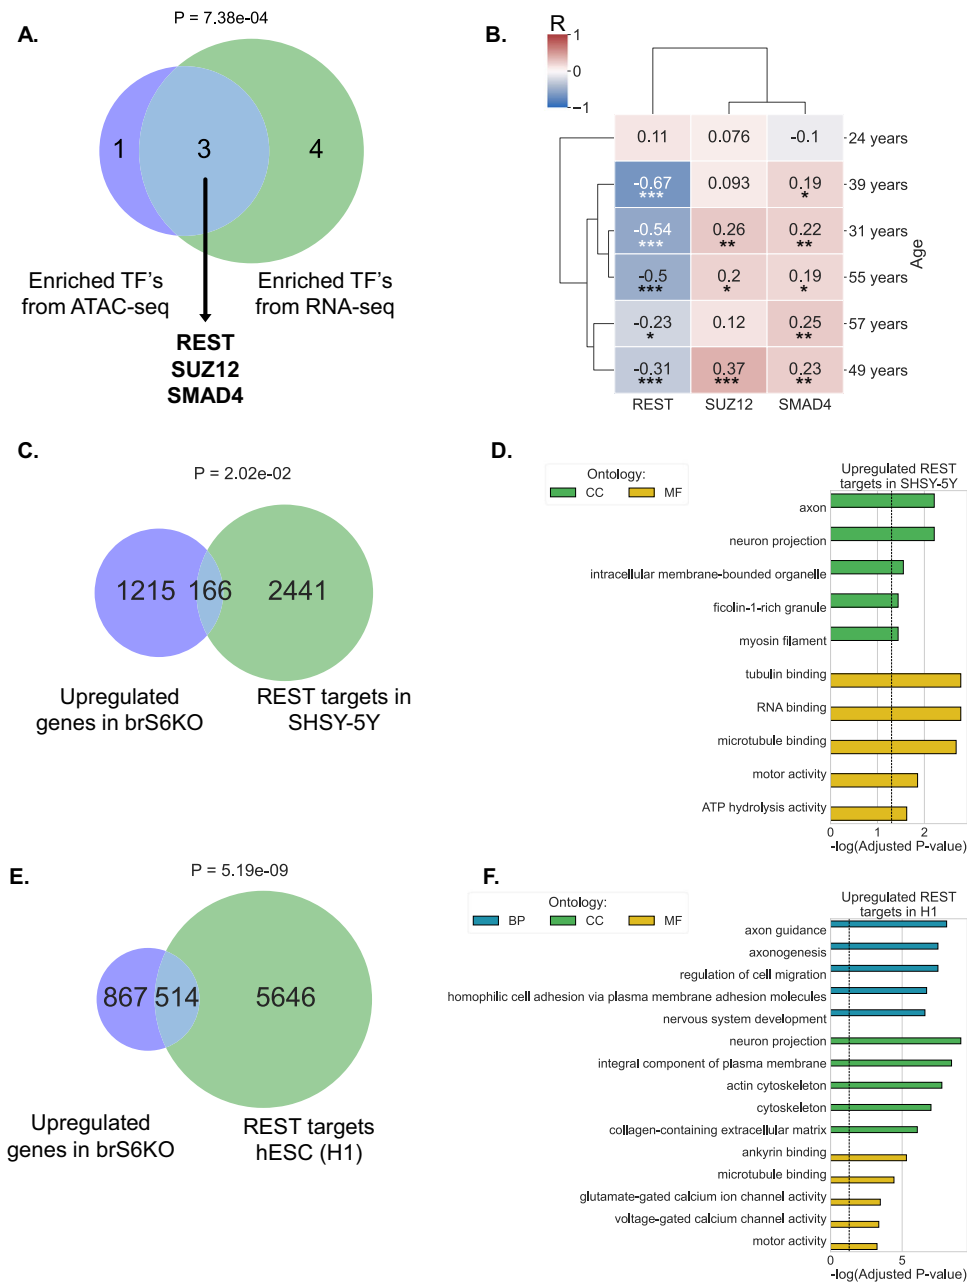 A.
P = 7.38e-04
1
3
4
Enriched TF's
from ATAC-seq
Enriched TF's
from RNA-seq
REST
SUZ12
SMAD4
B.
R
1
0
−1
0.11 0.076 -0.1 24 years
-0.67 0.093 0.19 39 years
*** *
-0.54 0.26 0.22 31 years
*** ** **
-0.5 0.2 0.19 55 years
*** * *
-0.23 0.12 0.25 57 years
* **
-0.31 0.37 0.23 49 years
*** *** **
REST SUZ12 SMAD4
Age
C.
P = 2.02e-02
1215 166 2441
Upregulated
genes in brS6KO
REST targets in
SHSY-5Y
D.
Ontology:
CC MF
Upregulated REST
targets in SHSY-5Y
axon
neuron projection
intracellular membrane-bounded organelle
ficolin-1-rich granule
myosin filament
tubulin binding
RNA binding
microtubule binding
motor activity
ATP hydrolysis activity
0 1 2
-log(Adjusted P-value)
E.
P = 5.19e-09
867 514 5646
Upregulated
genes in brS6KO
REST targets
hESC (H1)
F.
Ontology:
BP CC MF
Upregulated REST
targets in H1
axon guidance
axonogenesis
regulation of cell migration
homophilic cell adhesion via plasma membrane adhesion molecules
nervous system development
neuron projection
integral component of plasma membrane
actin cytoskeleton
cytoskeleton
collagen-containing extracellular matrix
ankyrin binding
microtubule binding
glutamate-gated calcium ion channel activity
voltage-gated calcium channel activity
motor activity
0 5
-log(Adjusted P-value)